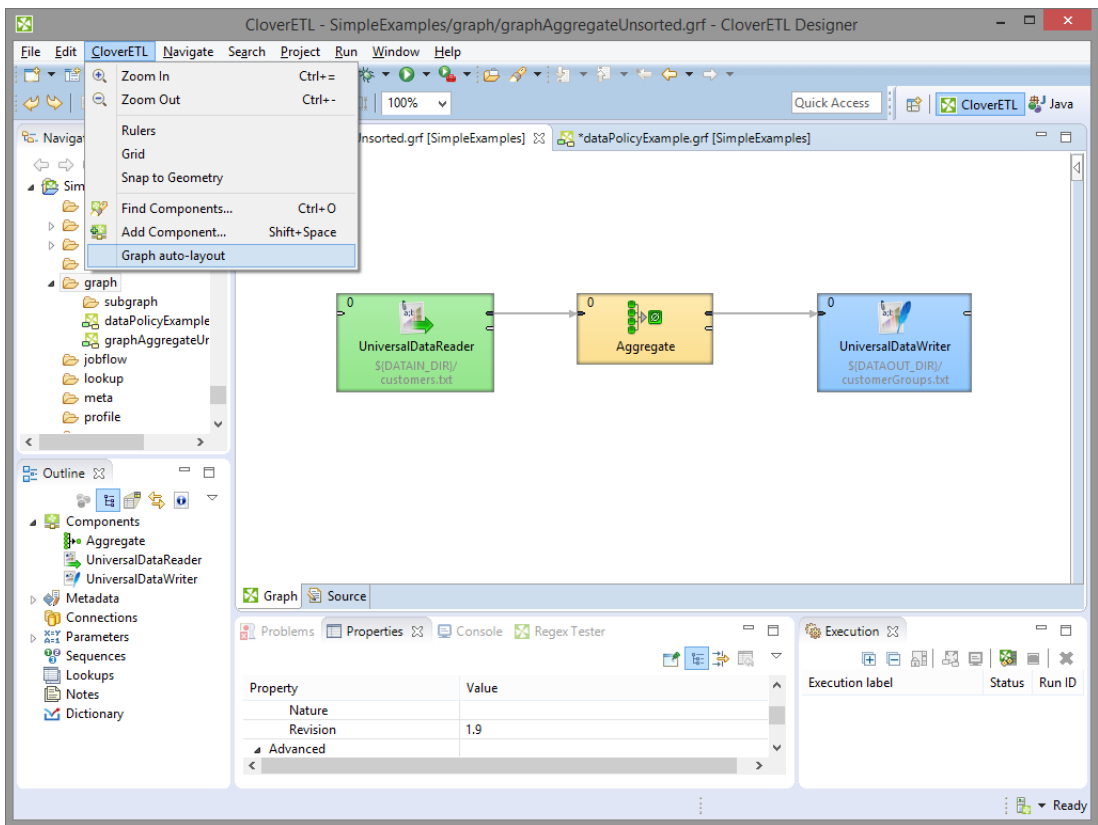 CloverETL - SimpleExamples/graph/graphAggregateUnsorted.grf - CloverETL Designer
File Edit CloverETL Navigate Search Project Run Window Help
Zoom In Ctrl+=
Zoom Out Ctrl+-
Rulers
Grid
Snap to Geometry
Find Components... Ctrl+O
Add Component... Shift+Space
Graph auto-layout
100%
Quick Access
CloverETL
Java
Naviga
Unsorted.grf [SimpleExamples]
*dataPolicyExample.grf [SimpleExamples]
Sim
graph
subgraph
dataPolicyExample
graphAggregateUr
jobflow
lookup
meta
profile
0
UniversalDataReader
${DATAIN_DIR}/
customers.txt
0
Aggregate
0
UniversalDataWriter
${DATAOUT_DIR}/
customerGroups.txt
Outline
Components
Aggregate
UniversalDataReader
UniversalDataWriter
Metadata
Connections
Parameters
Sequences
Lookups
Notes
Dictionary
Graph Source
Problems Properties Console Regex Tester
Property Value
Nature
Revision 1.9
Advanced
Execution
Execution label Status Run ID
Ready